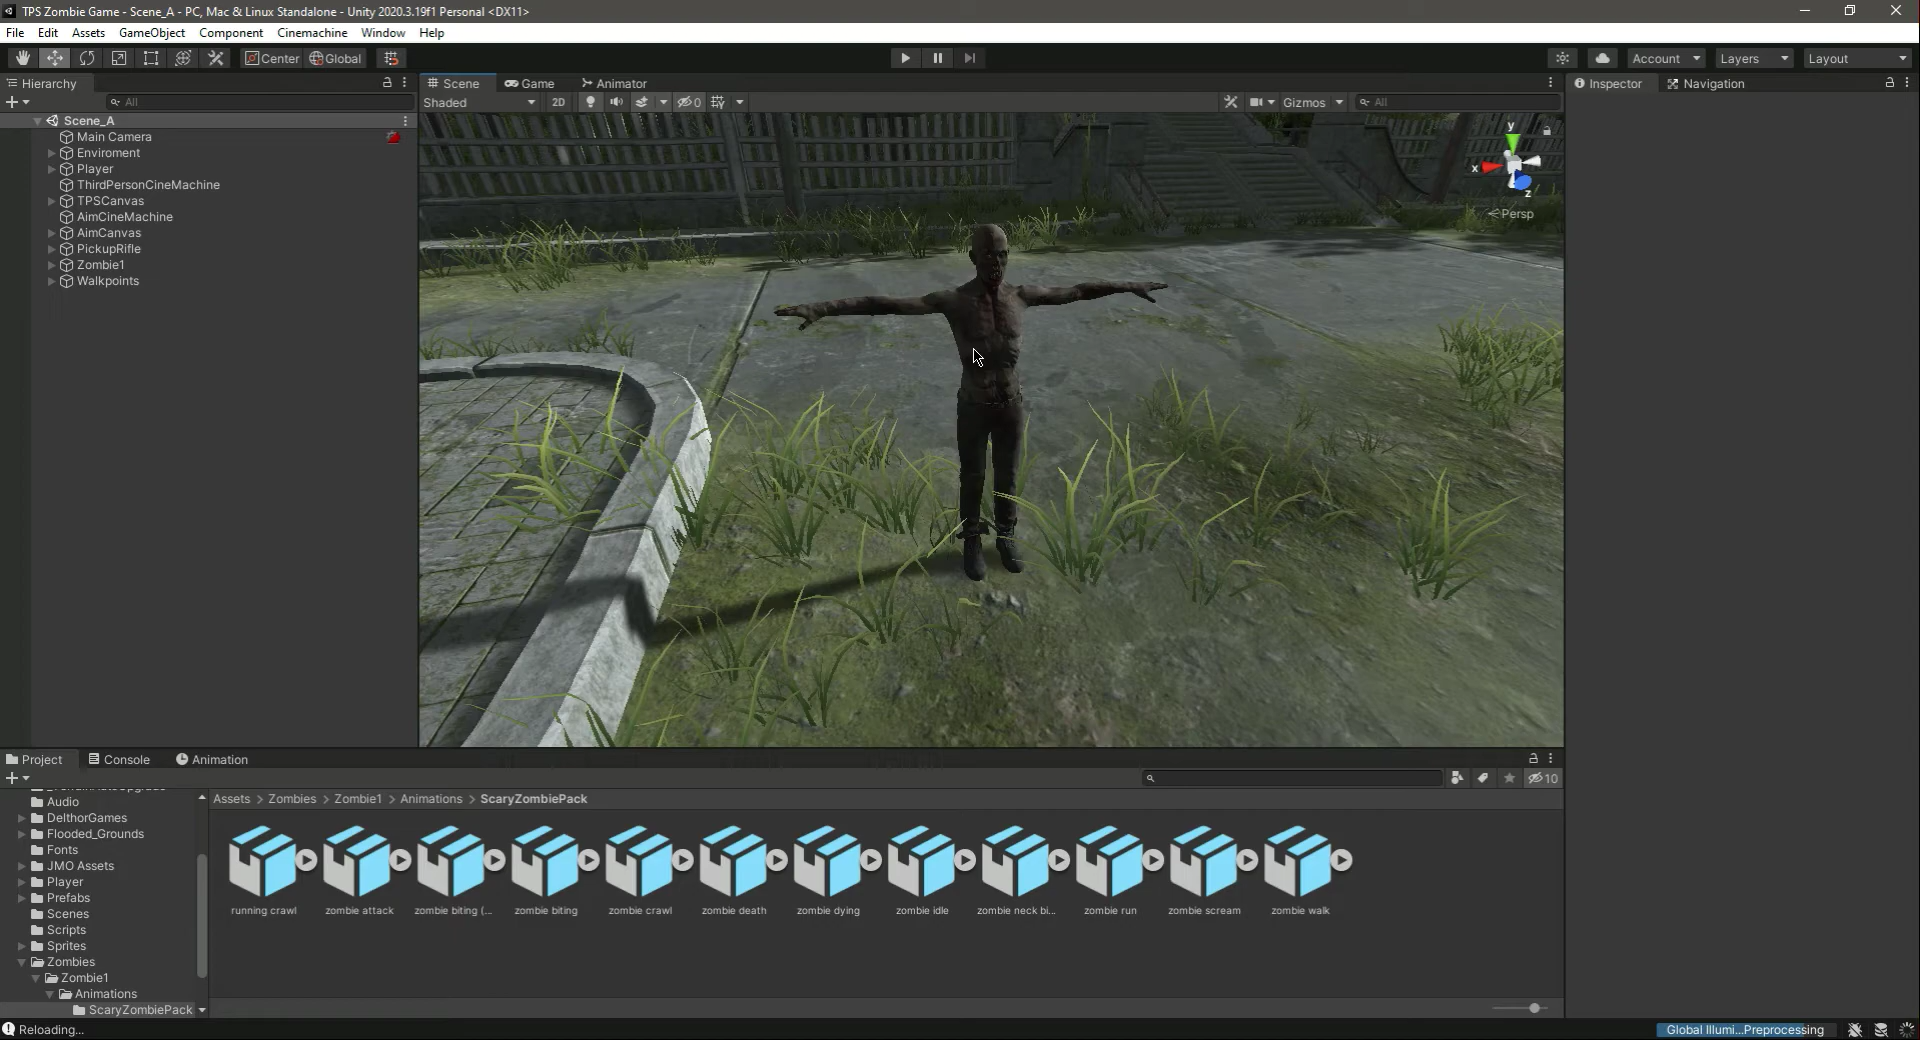 TPS Zombie Game - Scene_A - PC, Mac & Linux Standalone - Unity 2020.3.19f1 Personal <DX11>
File Edit Assets GameObject Component Cinemachine Window Help
Center Global Account Layers Layout
Hierarchy
All
Scene_A
Main Camera
Enviroment
Player
ThirdPersonCineMachine
TPSCanvas
AimCineMachine
AimCanvas
PickupRifle
Zombie1
Walkpoints
Scene Game Animator
Shaded 2D 0 Gizmos All
y
x
z
Persp
Inspector Navigation
Project Console Animation
10
Audio
DelthorGames
Flooded_Grounds
Fonts
JMO Assets
Player
Prefabs
Scenes
Scripts
Sprites
Zombies
Zombie1
Animations
ScaryZombiePack
Assets > Zombies > Zombie1 > Animations > ScaryZombiePack
running crawl zombie attack zombie biting (... zombie biting zombie crawl zombie death zombie dying zombie idle zombie neck bi... zombie run zombie scream zombie walk
Reloading...
Global Illumi...Preprocessing